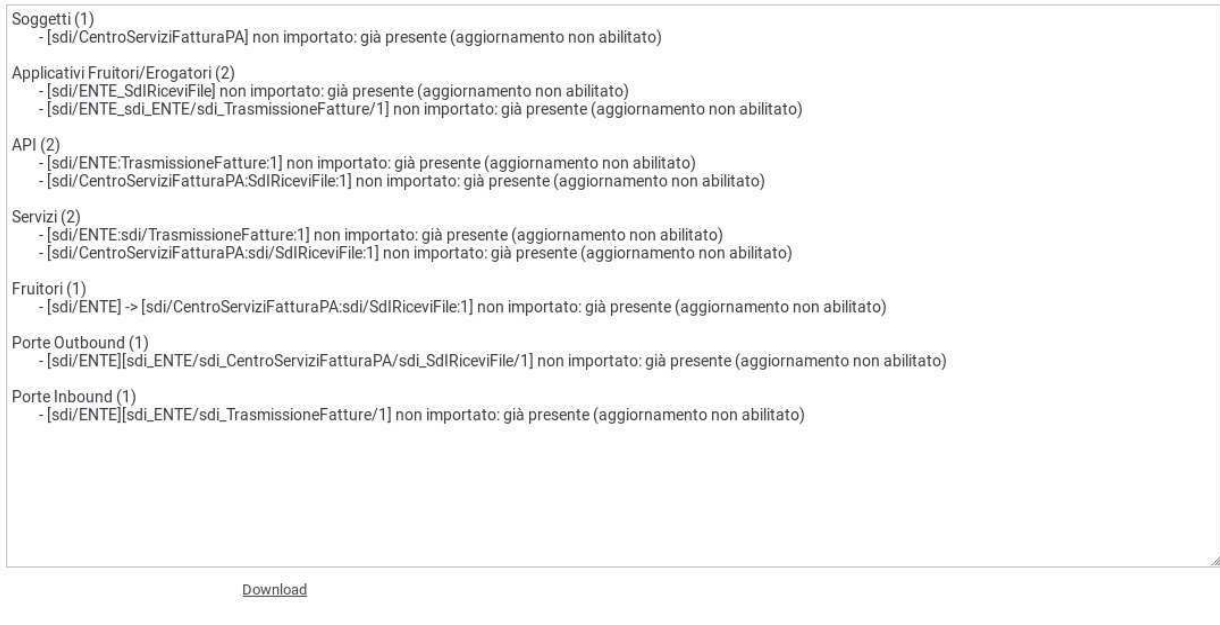 Soggetti (1)
- [sdi/CentroServiziFatturaPA] non importato: già presente (aggiornamento non abilitato)
Applicativi Fruitori/Erogatori (2)
- [sdi/ENTE_SdIRiceviFile] non importato: già presente (aggiornamento non abilitato)
- [sdi/ENTE_sdi_ENTE/sdi_TrasmissioneFatture/1] non importato: già presente (aggiornamento non abilitato)
API (2)
- [sdi/ENTE:TrasmissioneFatture:1] non importato: già presente (aggiornamento non abilitato)
- [sdi/CentroServiziFatturaPA:SdIRiceviFile:1] non importato: già presente (aggiornamento non abilitato)
Servizi (2)
- [sdi/ENTE:sdi/TrasmissioneFatture:1] non importato: già presente (aggiornamento non abilitato)
- [sdi/CentroServiziFatturaPA:sdi/SdIRiceviFile:1] non importato: già presente (aggiornamento non abilitato)
Fruitori (1)
- [sdi/ENTE] -> [sdi/CentroServiziFatturaPA:sdi/SdIRiceviFile:1] non importato: già presente (aggiornamento non abilitato)
Porte Outbound (1)
- [sdi/ENTE][sdi_ENTE/sdi_CentroServiziFatturaPA/sdi_SdIRiceviFile/1] non importato: già presente (aggiornamento non abilitato)
Porte Inbound (1)
- [sdi/ENTE][sdi_ENTE/sdi_TrasmissioneFatture/1] non importato: già presente (aggiornamento non abilitato)
Download